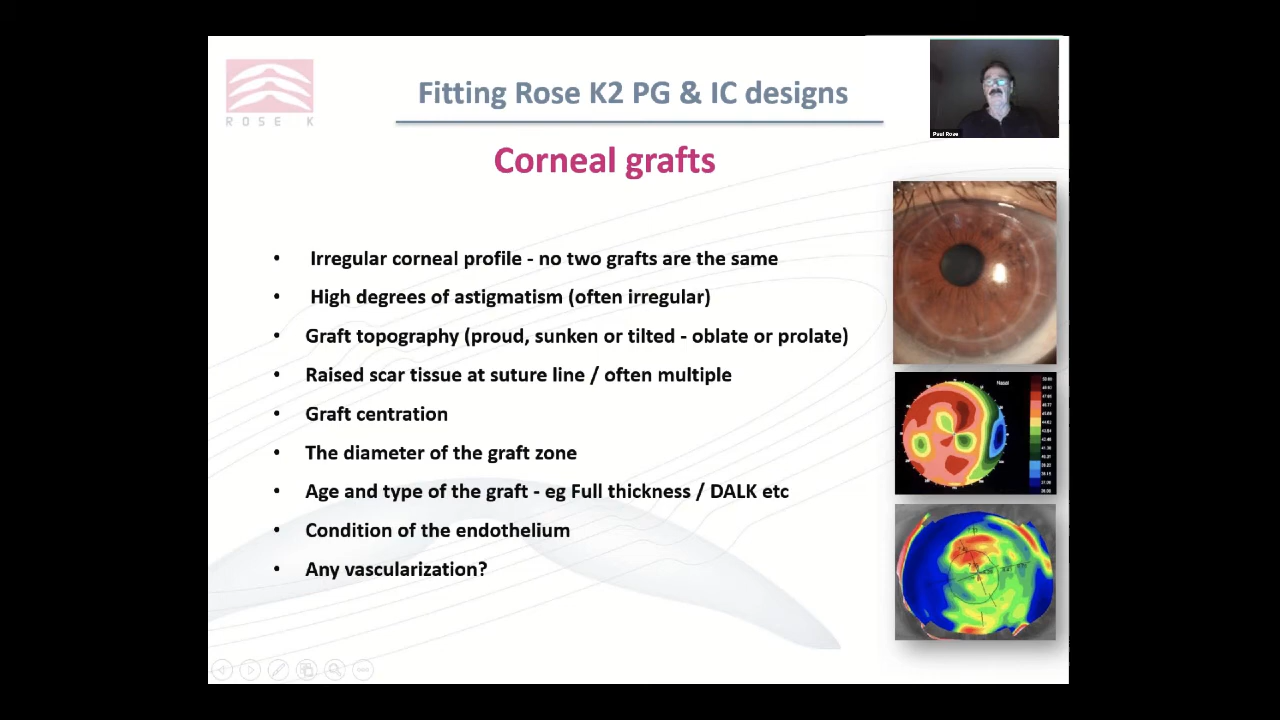 ROSE K
Fitting Rose K2 PG & IC designs
Paul Rose
Corneal grafts
• Irregular corneal profile - no two grafts are the same
• High degrees of astigmatism (often irregular)
• Graft topography (proud, sunken or tilted - oblate or prolate)
• Raised scar tissue at suture line / often multiple
• Graft centration
• The diameter of the graft zone
• Age and type of the graft - eg Full thickness / DALK etc
• Condition of the endothelium
• Any vascularization?
Nasal